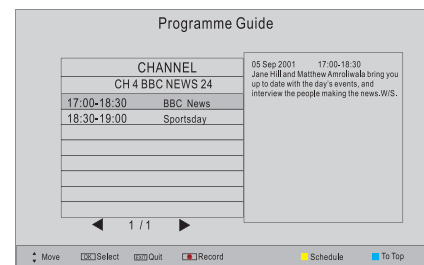 Programme Guide
CHANNEL
CH 4 BBC NEWS 24
17:00-18:30 BBC News
18:30-19:00 Sportsday
1 / 1
05 Sep 2001 17:00-18:30
Jane Hill and Matthew Amroliwala bring you
up to date with the day's events, and
interview the people making the news.W/S.
Move OK Select EXIT Quit Record Schedule To Top